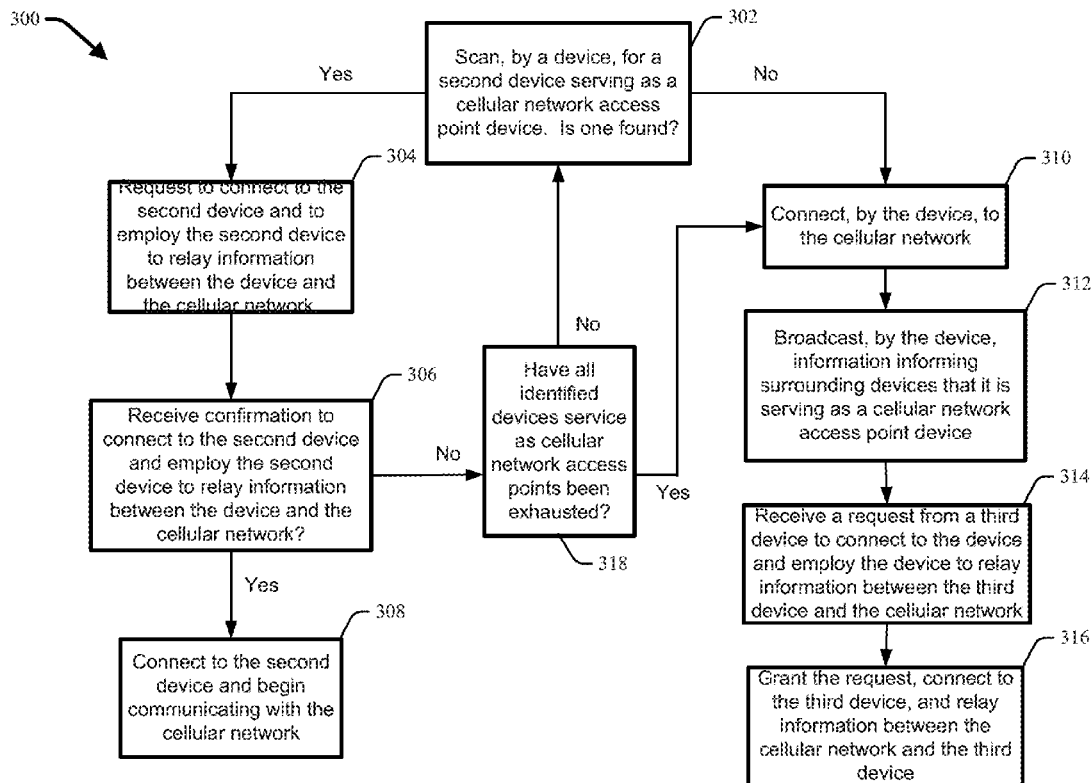 300
302
Scan, by a device, for a
second device serving as a
cellular network access
point device. Is one found?
Yes
No
304
Request to connect to the
second device and to
employ the second device
to relay information
between the device and
the cellular network
306
Receive confirmation to
connect to the second device
and employ the second
device to relay information
between the device and the
cellular network?
No
Yes
308
Connect to the second
device and begin
communicating with the
cellular network
No
Have all
identified
devices service
as cellular
network access
points been
exhausted?
Yes
318
310
Connect, by the device, to
the cellular network
312
Broadcast, by the device,
information informing
surrounding devices that it is
serving as a cellular network
access point device
314
Receive a request from a third
device to connect to the device
and employ the device to relay
information between the third
device and the cellular network
316
Grant the request, connect to
the third device, and relay
information between the
cellular network and the third
device